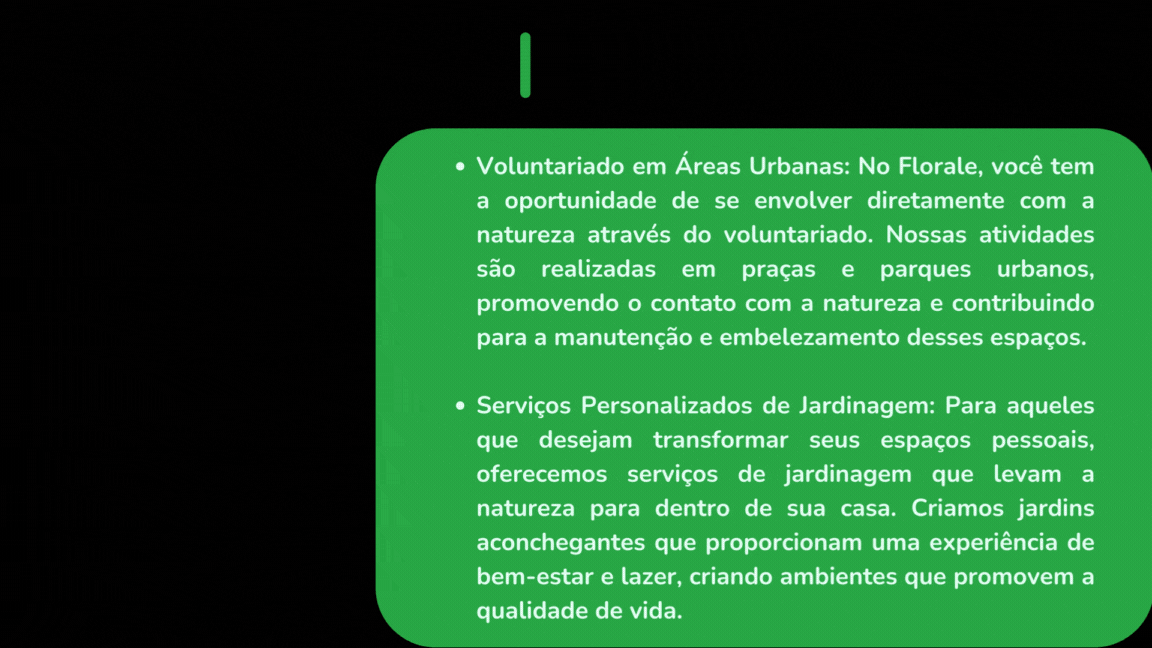 • Voluntariado em Áreas Urbanas: No Florale, você tem
a oportunidade de se envolver diretamente com a
natureza através do voluntariado. Nossas atividades
são realizadas em praças e parques urbanos,
promovendo o contato com a natureza e contribuindo
para a manutenção e embelezamento desses espaços.
• Serviços Personalizados de Jardinagem: Para aqueles
que desejam transformar seus espaços pessoais,
oferecemos serviços de jardinagem que levam a
natureza para dentro de sua casa. Criamos jardins
aconchegantes que proporcionam uma experiência de
bem-estar e lazer, criando ambientes que promovem a
qualidade de vida.